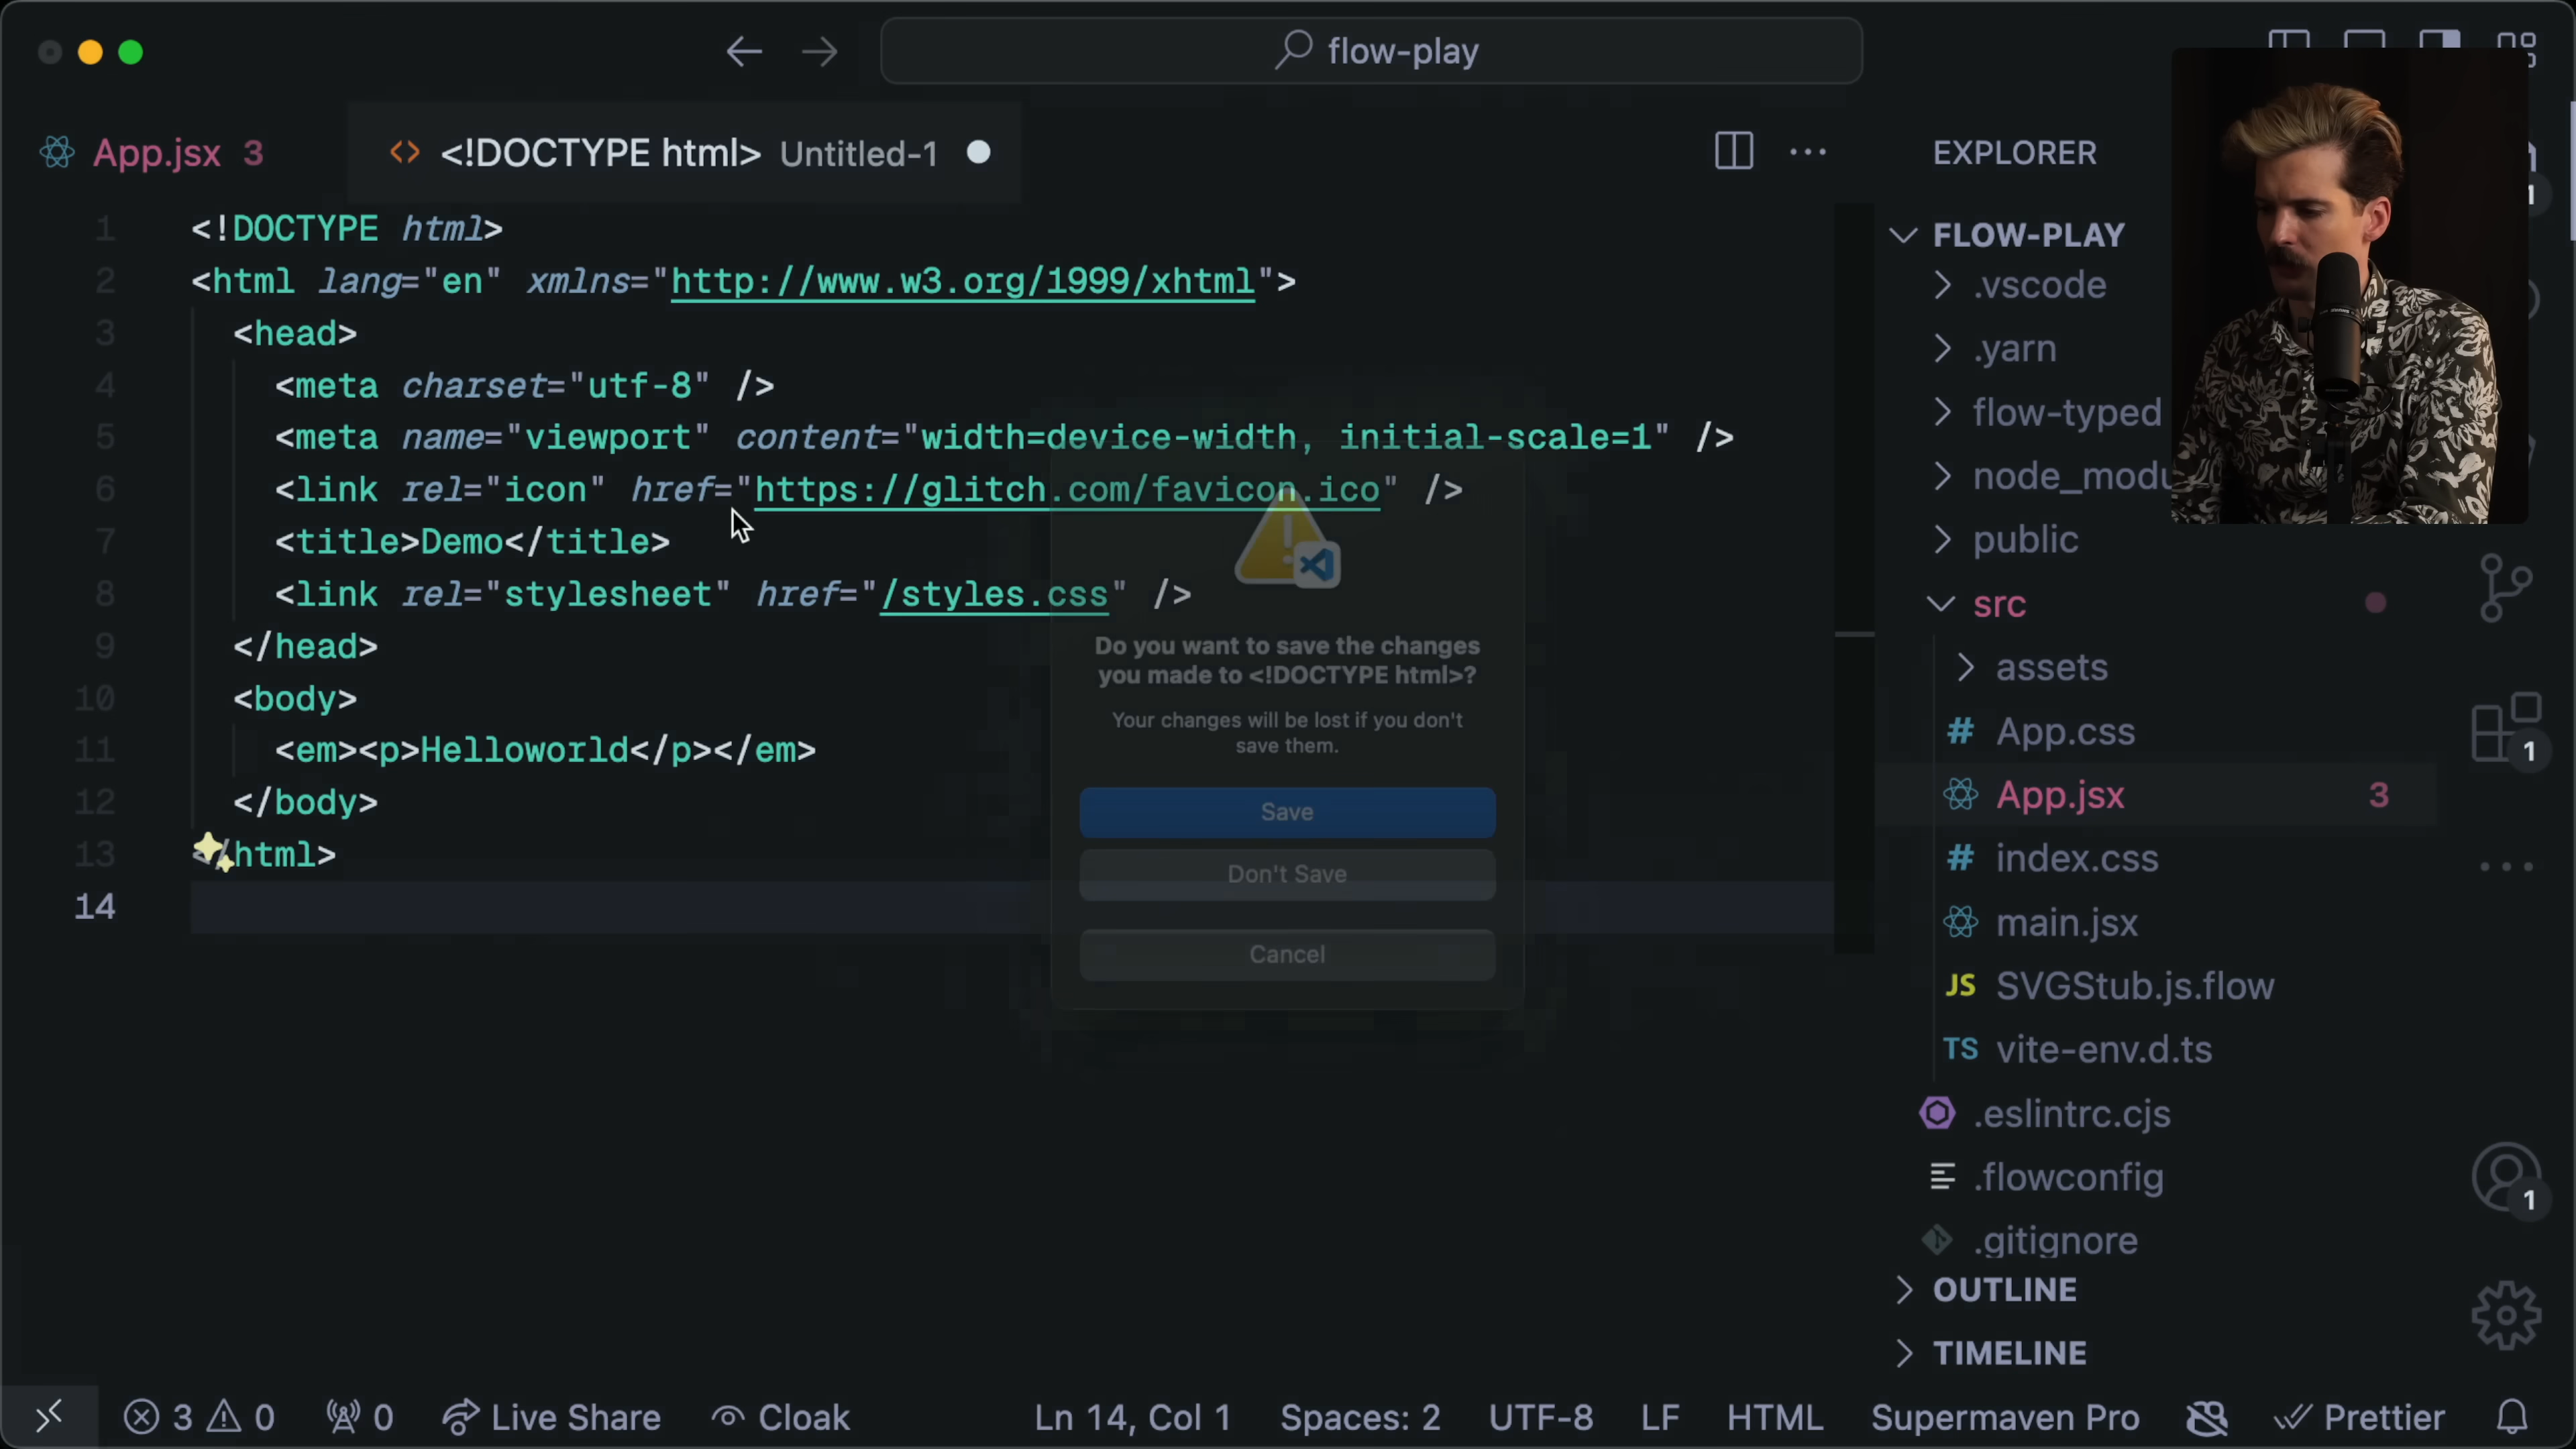 flow-play
App.jsx 3
<!DOCTYPE html> Untitled-1
1 <!DOCTYPE html>
2 <html lang="en" xmlns="http://www.w3.org/1999/xhtml">
3 <head>
4 <meta charset="utf-8" />
5 <meta name="viewport" content="width=device-width, initial-scale=1" />
6 <link rel="icon" href="https://glitch.com/favicon.ico" />
7 <title>Demo</title>
8 <link rel="stylesheet" href="/styles.css" />
9 </head>
10 <body>
11 <em><p>Helloworld</p></em>
12 </body>
13 </html>
14
Do you want to save the changes
you made to <!DOCTYPE html>?
Your changes will be lost if you don't
save them.
Save
Don't Save
Cancel
EXPLORER
FLOW-PLAY
.vscode
.yarn
flow-typed
node_modu
public
src
assets
# App.css
App.jsx 3
# index.css
main.jsx
JS SVGStub.js.flow
TS vite-env.d.ts
.eslintrc.cjs
.flowconfig
.gitignore
OUTLINE
TIMELINE
1
1
1
3 0 0 Live Share Cloak Ln 14, Col 1 Spaces: 2 UTF-8 LF HTML Supermaven Pro Prettier